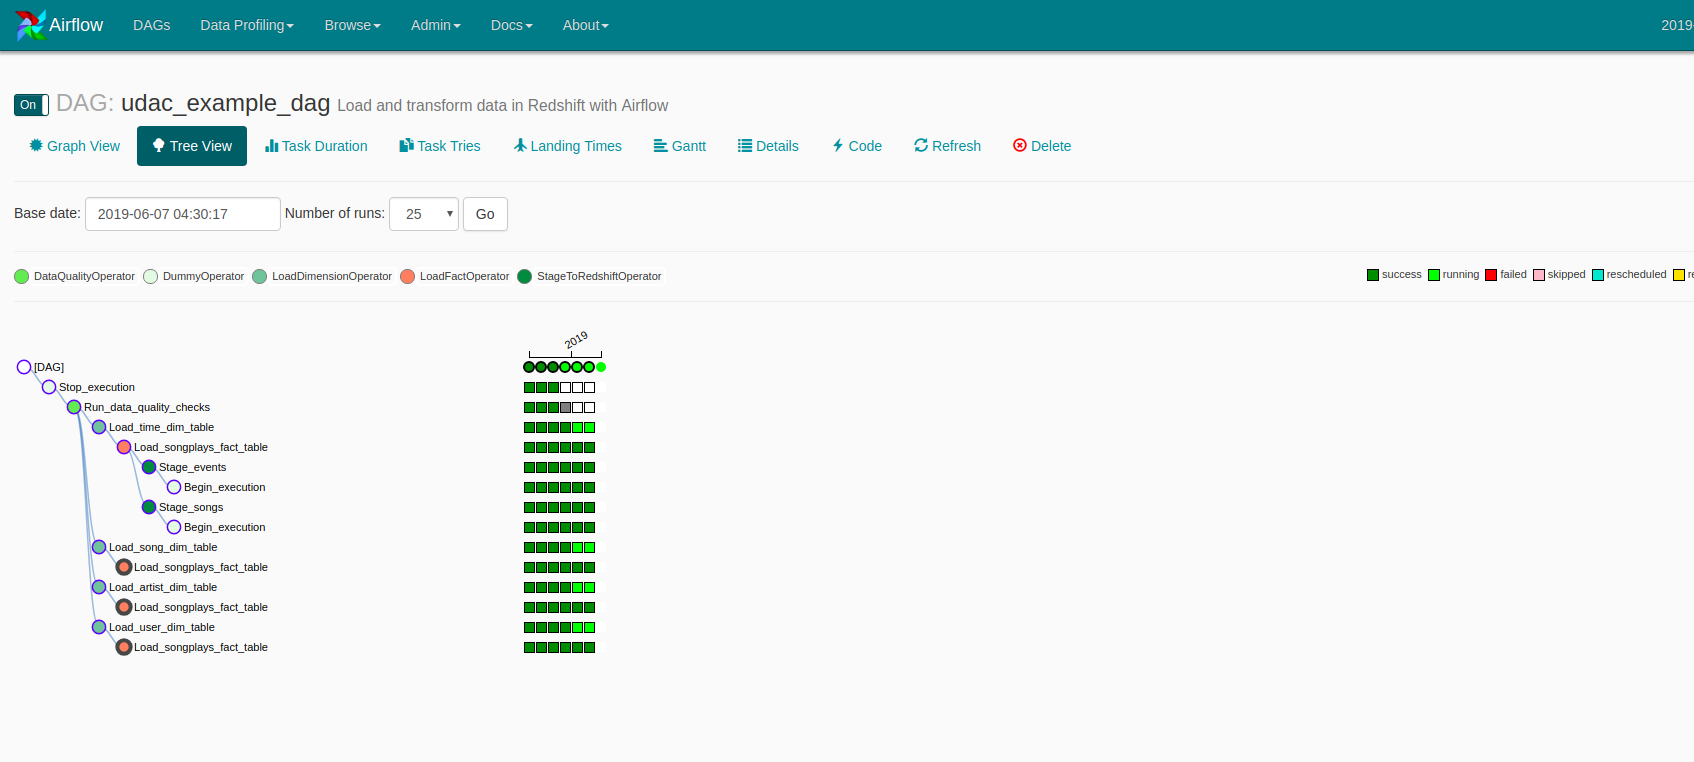 Airflow DAGs Data Profiling Browse Admin Docs About 2019
On DAG: udac_example_dag Load and transform data in Redshift with Airflow
Graph View Tree View Task Duration Task Tries Landing Times Gantt Details Code Refresh Delete
Base date: 2019-06-07 04:30:17 Number of runs: 25 Go
DataQualityOperator DummyOperator LoadDimensionOperator LoadFactOperator StageToRedshiftOperator success running failed skipped rescheduled
2019
[DAG]
Stop_execution
Run_data_quality_checks
Load_time_dim_table
Load_songplays_fact_table
Stage_events
Begin_execution
Stage_songs
Begin_execution
Load_song_dim_table
Load_songplays_fact_table
Load_artist_dim_table
Load_songplays_fact_table
Load_user_dim_table
Load_songplays_fact_table